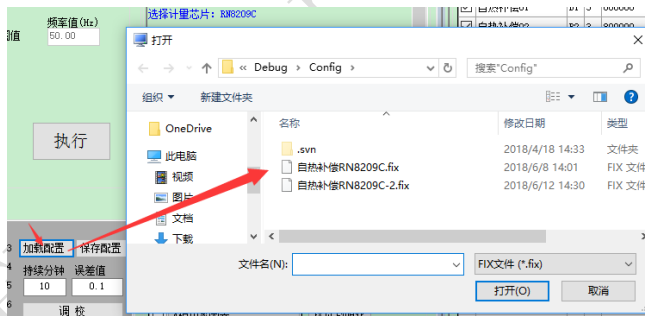 选择计量芯片: RN8209C
频率值(Hz)
50.00
执行
打开
« Debug › Config ›
搜索"Config"
组织
新建文件夹
OneDrive
此电脑
视频
图片
文档
下载
名称
修改日期
类型
.svn
2018/4/18 14:33
文件夹
自热补偿RN8209C.fix
2018/6/8 14:01
FIX 文件
自热补偿RN8209C-2.fix
2018/6/12 14:30
FIX 文件
文件名(N):
FIX文件 (*.fix)
打开(O)
取消
3
加载配置
保存配置
4
持续分钟
误差值
5
10
0.1
6
调 校